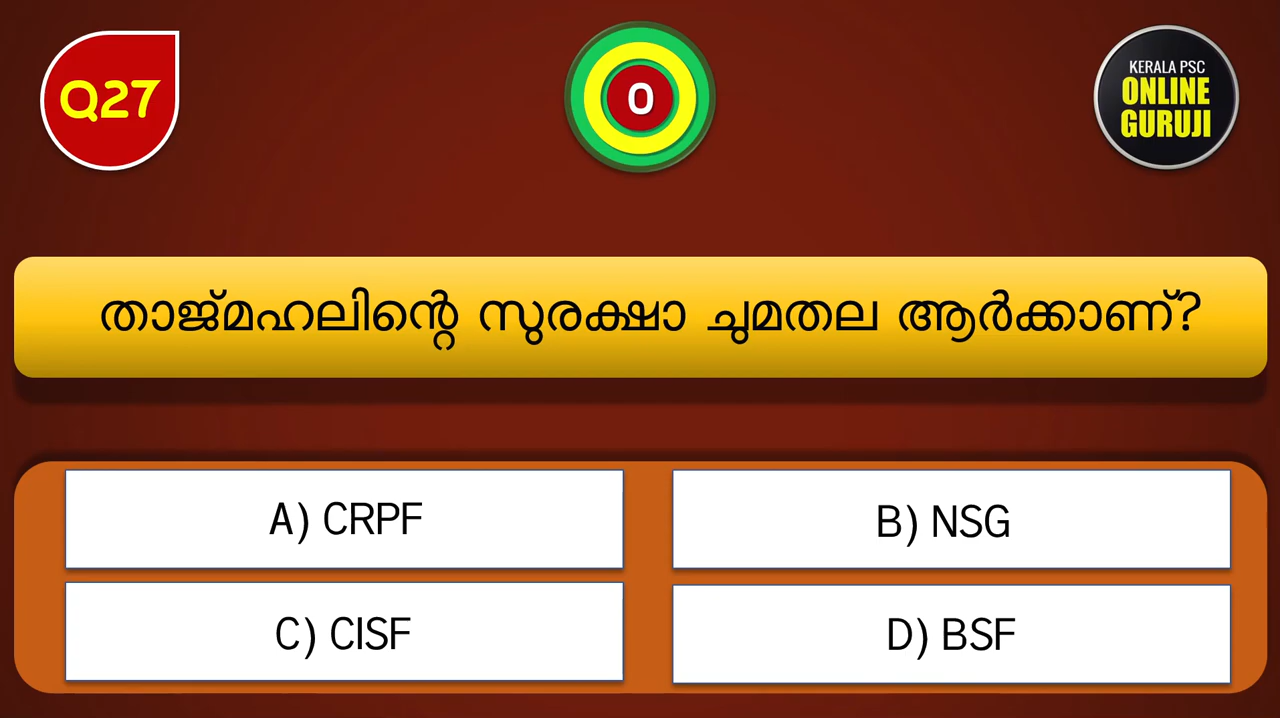 Q27
0
KERALA PSC
ONLINE
GURUJI
താജ്മഹലിന്റെ സുരക്ഷാ ചുമതല ആർക്കാണ്?
A) CRPF
B) NSG
C) CISF
D) BSF